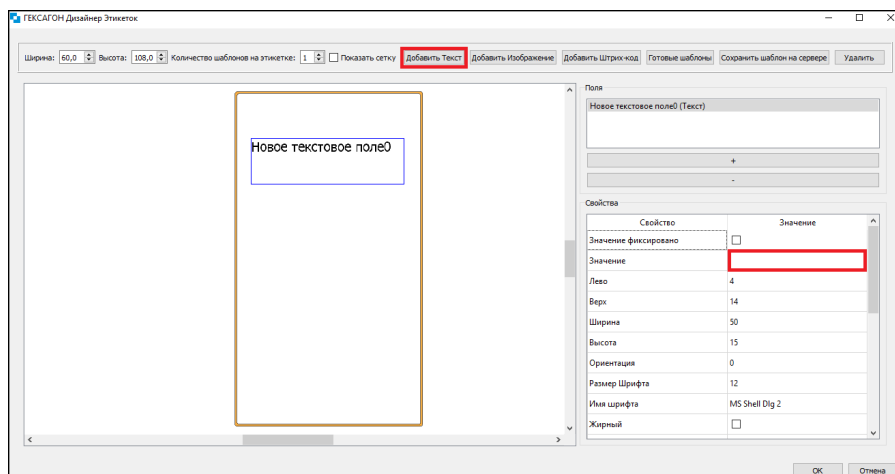 ГЕКСАГОН Дизайнер Этикеток
Ширина: 60,0 Высота: 108,0 Количество шаблонов на этикетке: 1 Показать сетку Добавить Текст Добавить Изображение Добавить Штрих-код Готовые шаблоны Сохранить шаблон на сервере Удалить
Новое текстовое поле0
Поля
Новое текстовое поле0 (Текст)
+
-
Свойства
Свойство Значение
Значение фиксировано
Значение
Лево 4
Верх 14
Ширина 50
Высота 15
Ориентация 0
Размер Шрифта 12
Имя шрифта MS Shell Dlg 2
Жирный
OK Отмена